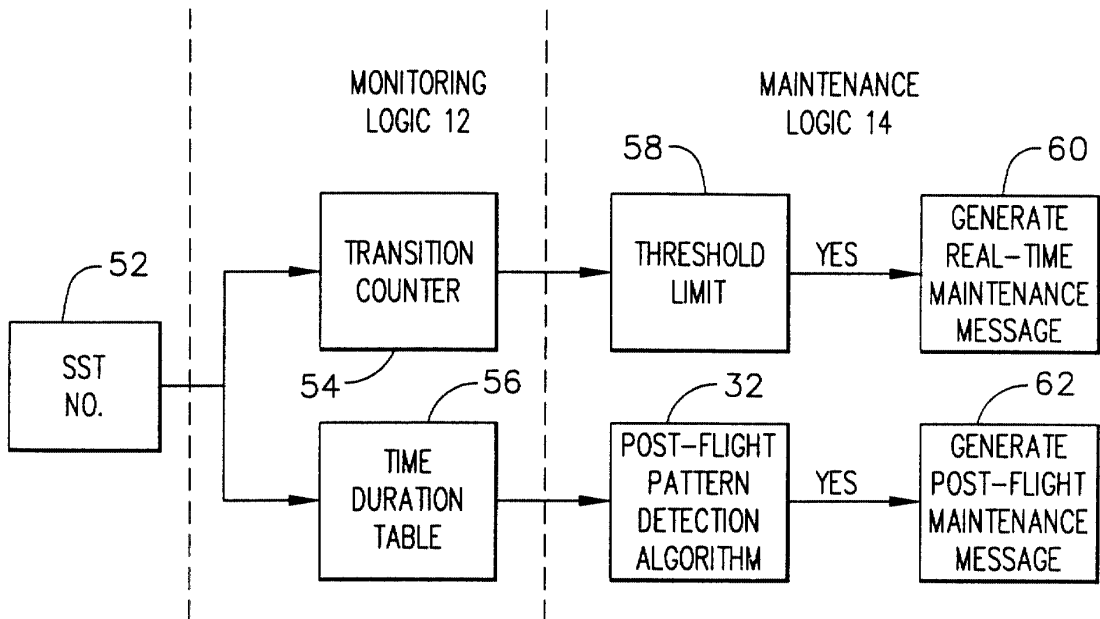 MONITORING
LOGIC 12
MAINTENANCE
LOGIC 14
52
SST
NO.
TRANSITION
COUNTER
54
58
THRESHOLD
LIMIT
YES
60
GENERATE
REAL-TIME
MAINTENANCE
MESSAGE
56
TIME
DURATION
TABLE
32
POST-FLIGHT
PATTERN
DETECTION
ALGORITHM
YES
62
GENERATE
POST-FLIGHT
MAINTENANCE
MESSAGE